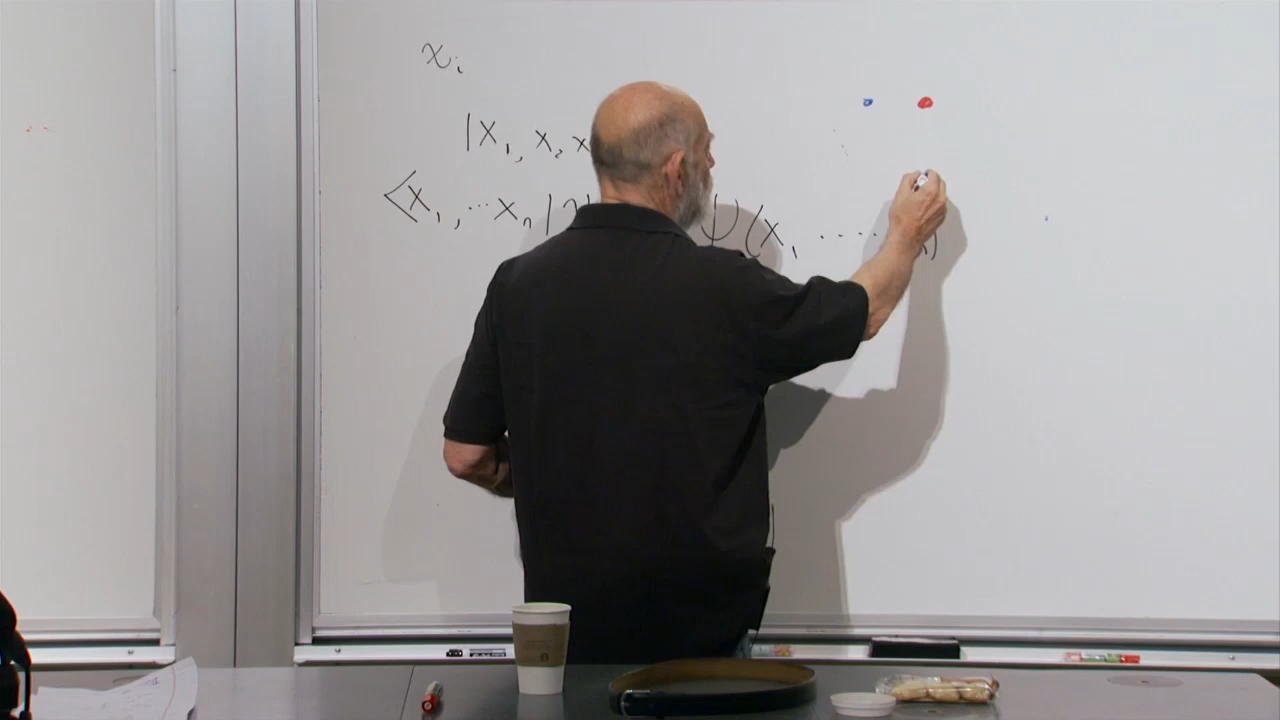 x_i
|x_1, x_2 x
⟨x_1, ... x_n |
ψ(x_1 .... )